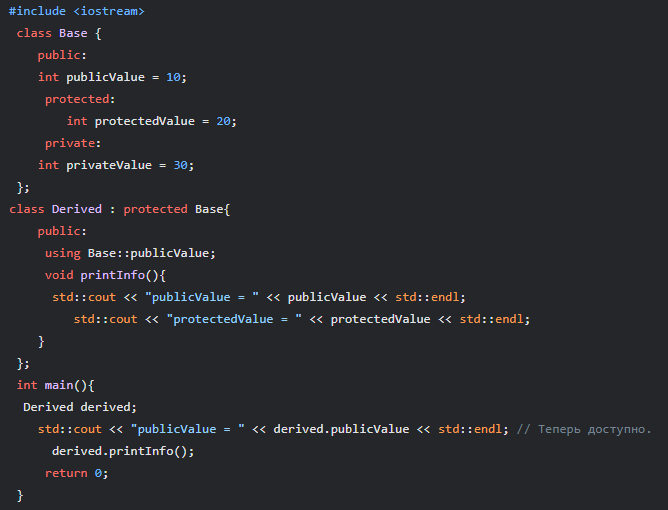 #include <iostream>
class Base {
public:
int publicValue = 10;
protected:
int protectedValue = 20;
private:
int privateValue = 30;
};
class Derived : protected Base{
public:
using Base::publicValue;
void printInfo(){
std::cout << "publicValue = " << publicValue << std::endl;
std::cout << "protectedValue = " << protectedValue << std::endl;
}
};
int main(){
Derived derived;
std::cout << "publicValue = " << derived.publicValue << std::endl; // Теперь доступно.
derived.printInfo();
return 0;
}